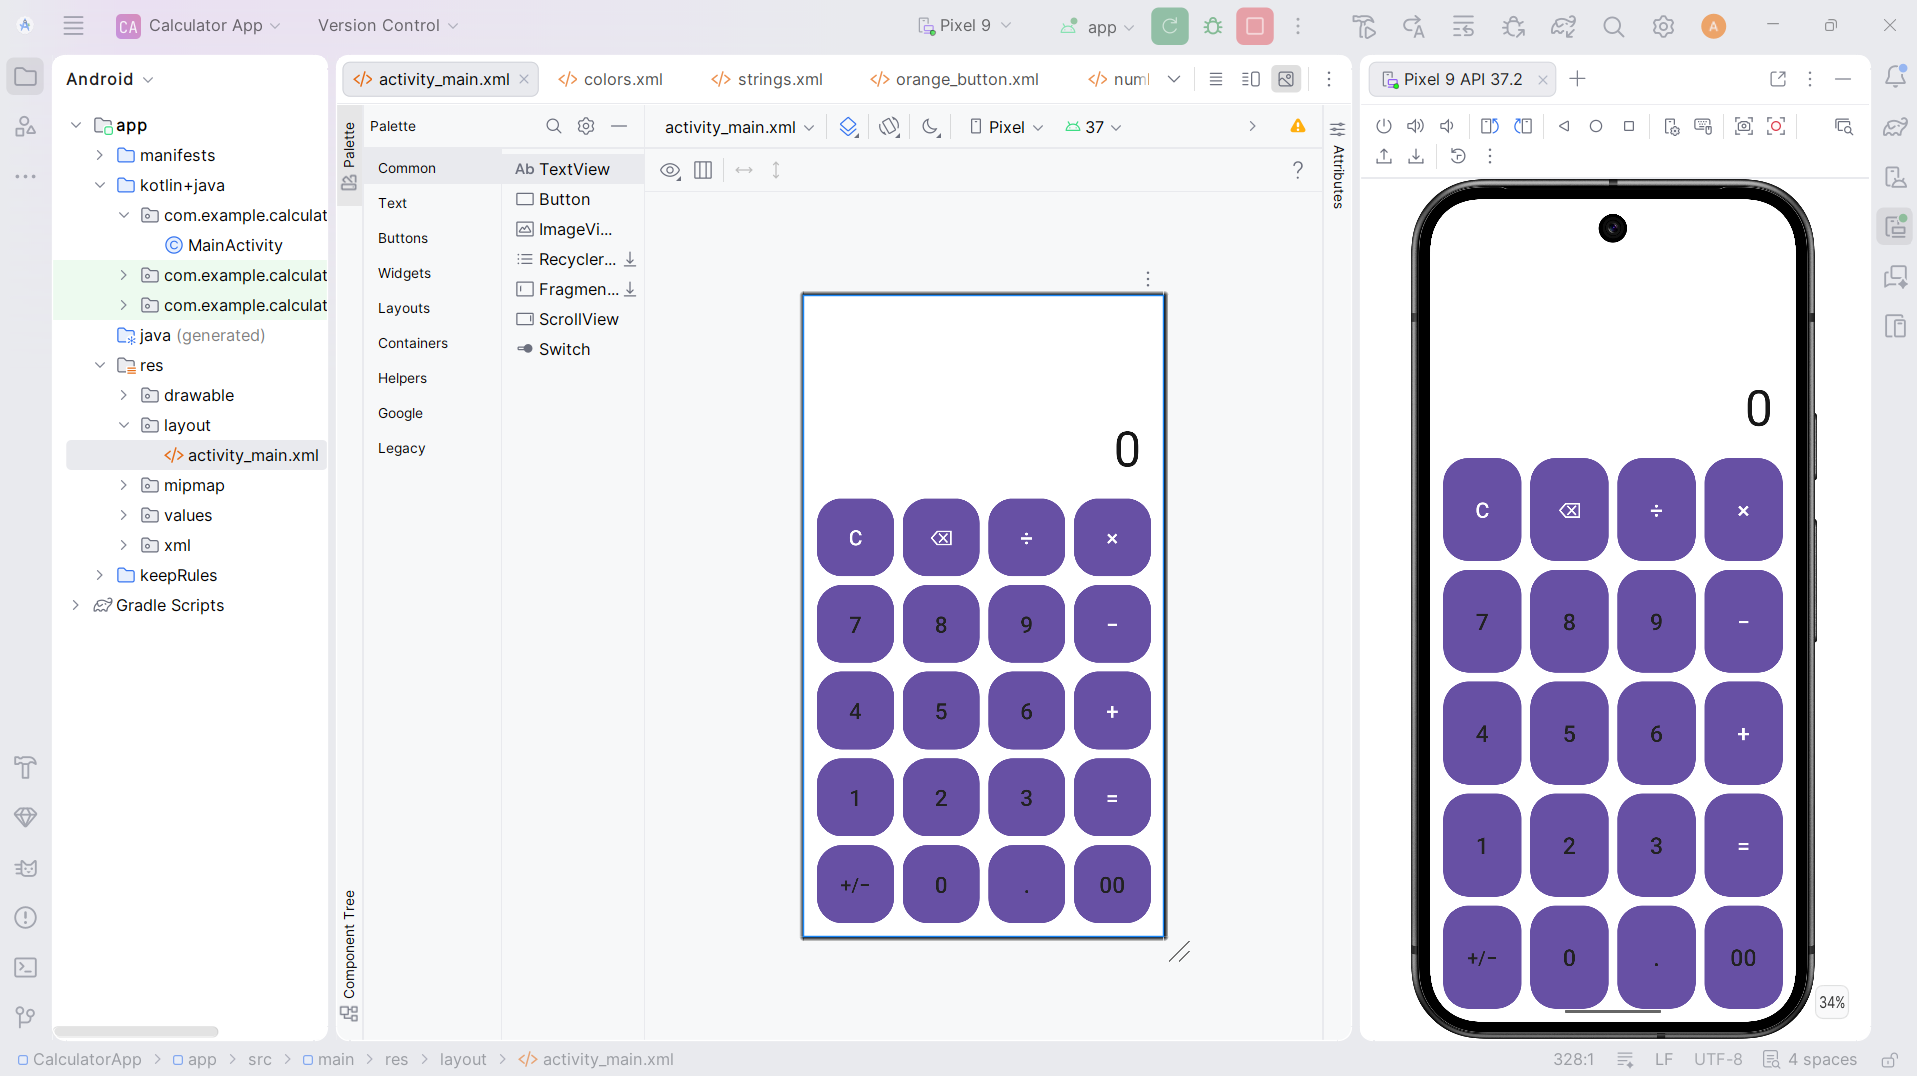 CA Calculator App
Version Control
Pixel 9
app
A
Android
activity_main.xml
colors.xml
strings.xml
orange_button.xml
Pixel 9 API 37.2
app
manifests
kotlin+java
com.example.calculat
MainActivity
com.example.calculat
com.example.calculat
java (generated)
res
drawable
layout
activity_main.xml
mipmap
values
xml
keepRules
Gradle Scripts
Palette
Component Tree
Palette
Common
Text
Buttons
Widgets
Layouts
Containers
Helpers
Google
Legacy
Ab TextView
Button
ImageVi...
Recycler...
Fragmen...
ScrollView
Switch
activity_main.xml
Pixel
37
?
Attributes
0
C ⌫ ÷ ×
7 8 9 −
4 5 6 +
1 2 3 =
+/− 0 . 00
0
C ⌫ ÷ ×
7 8 9 −
4 5 6 +
1 2 3 =
+/− 0 . 00
34%
CalculatorApp > app > src > main > res > layout > activity_main.xml
328:1 LF UTF-8 4 spaces